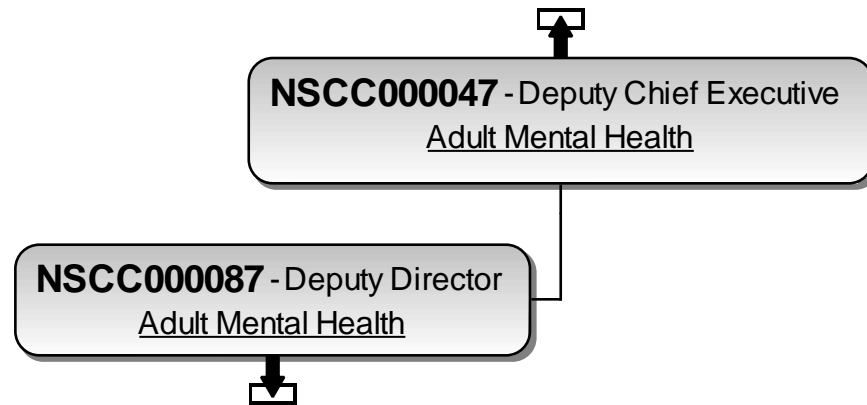 NSCC000047 - Deputy Chief Executive
Adult Mental Health
NSCC000087 - Deputy Director
Adult Mental Health